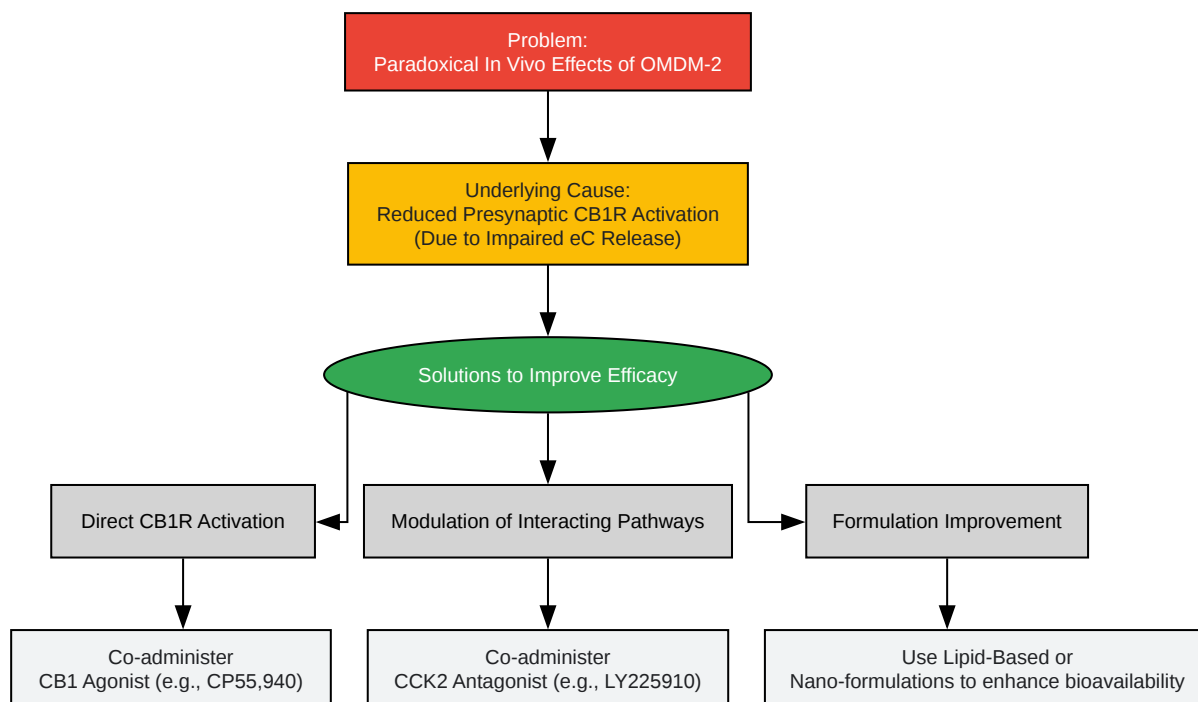 Problem:
Paradoxical In Vivo Effects of OMDM-2
Underlying Cause:
Reduced Presynaptic CB1R Activation
(Due to Impaired eC Release)
Solutions to Improve Efficacy
Direct CB1R Activation
Modulation of Interacting Pathways
Formulation Improvement
Co-administer
CB1 Agonist (e.g., CP55,940)
Co-administer
CCK2 Antagonist (e.g., LY225910)
Use Lipid-Based or
Nano-formulations to enhance bioavailability